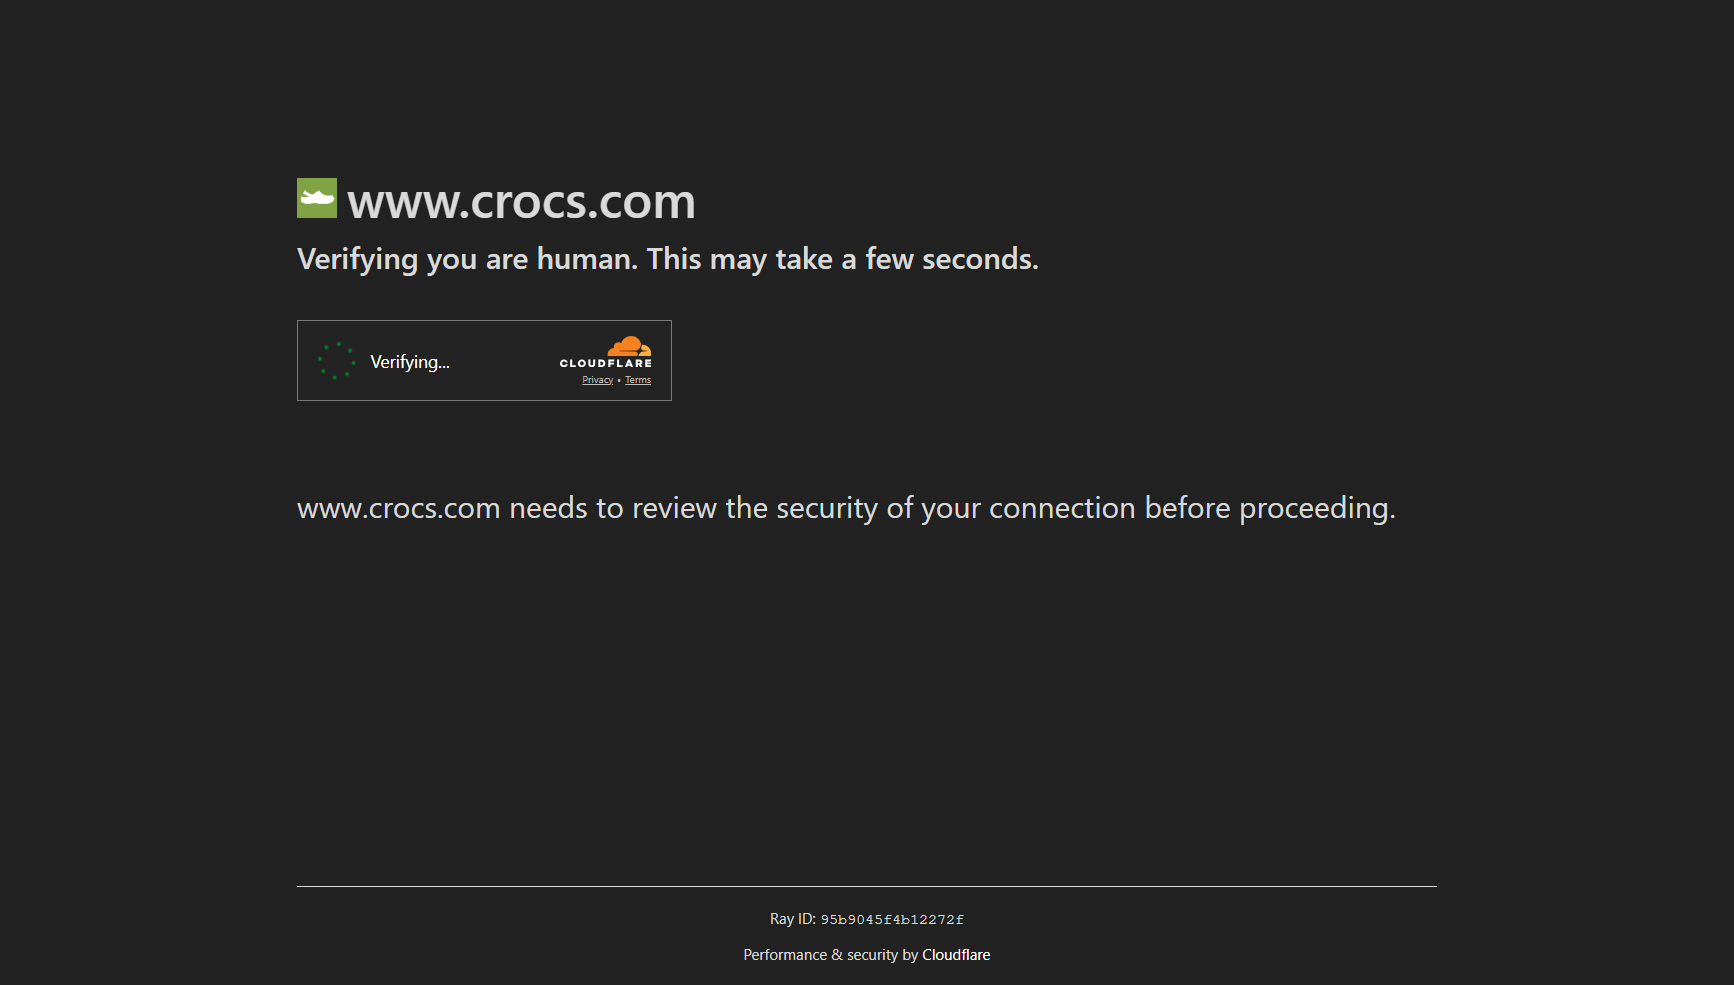 www.crocs.com
Verifying you are human. This may take a few seconds.
Verifying...
CLOUDFLARE
Privacy • Terms
www.crocs.com needs to review the security of your connection before proceeding.
Ray ID: 95b9045f4b12272f
Performance & security by Cloudflare